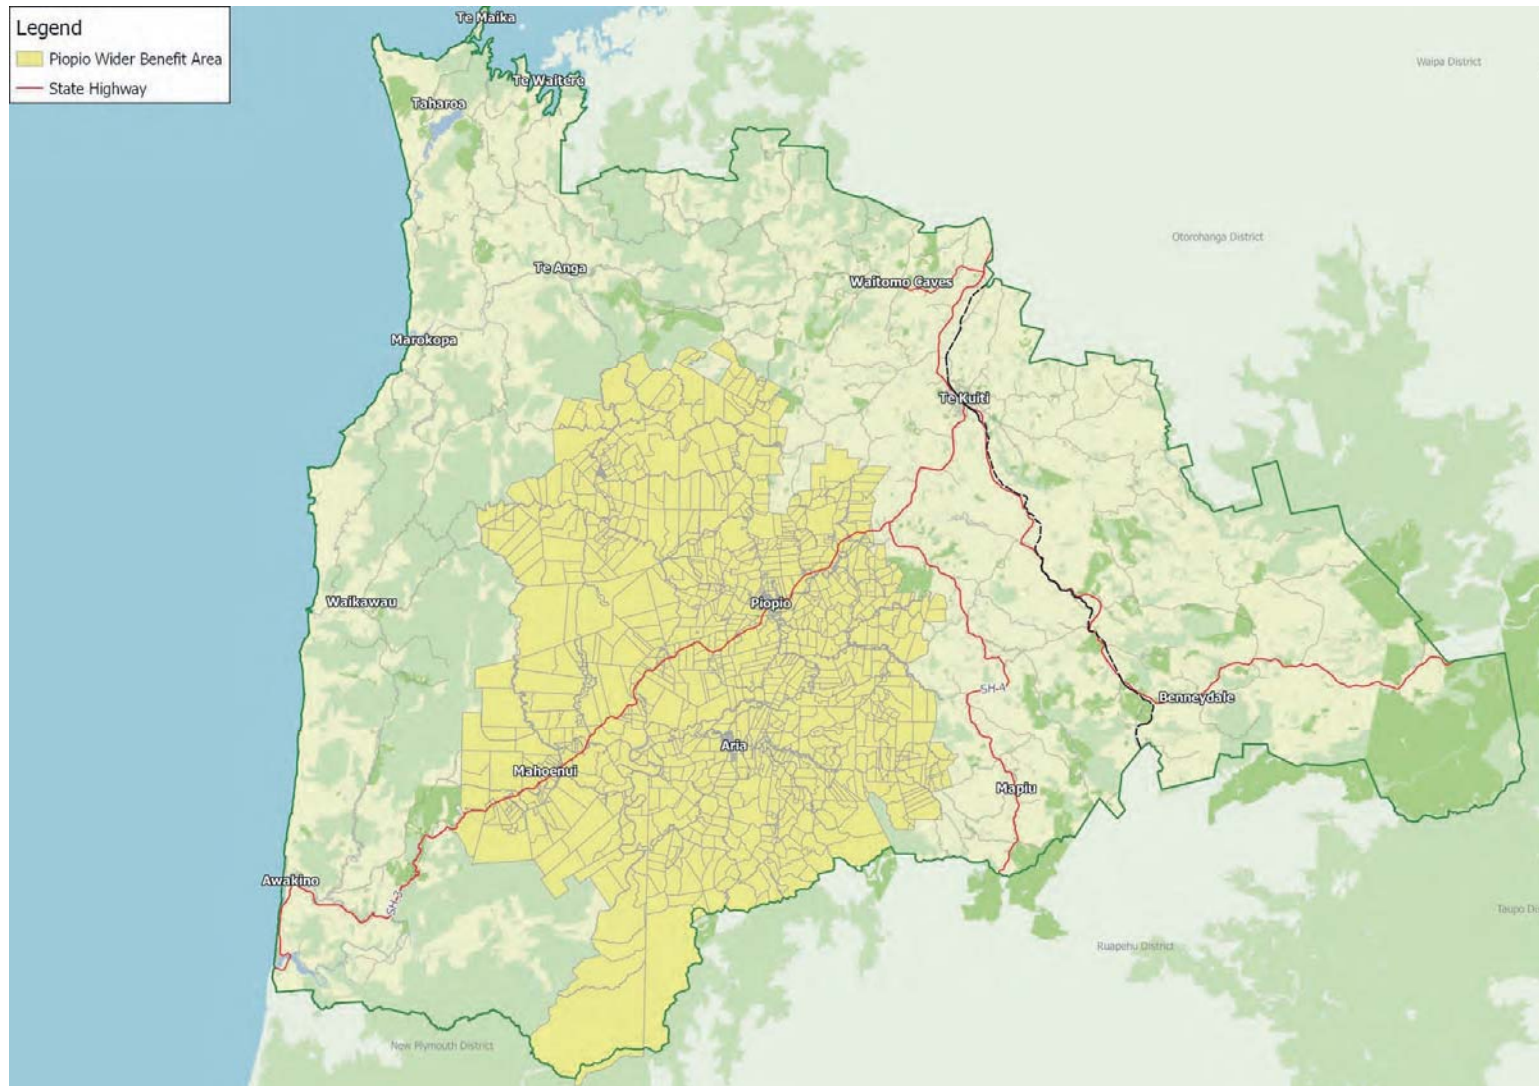 Legend
Piopio Wider Benefit Area
State Highway
Te Maika
Te Waitere
Taharoa
Waipa District
Otorohanga District
Te Anga
Waitomo Caves
Marokopa
Te Kuiti
Waikawau
Piopio
SH-4
Benneydale
Aria
Mahoenui
Mapiu
Awakino
SH-3
Taupo Dis
Ruapehu District
New Plymouth District